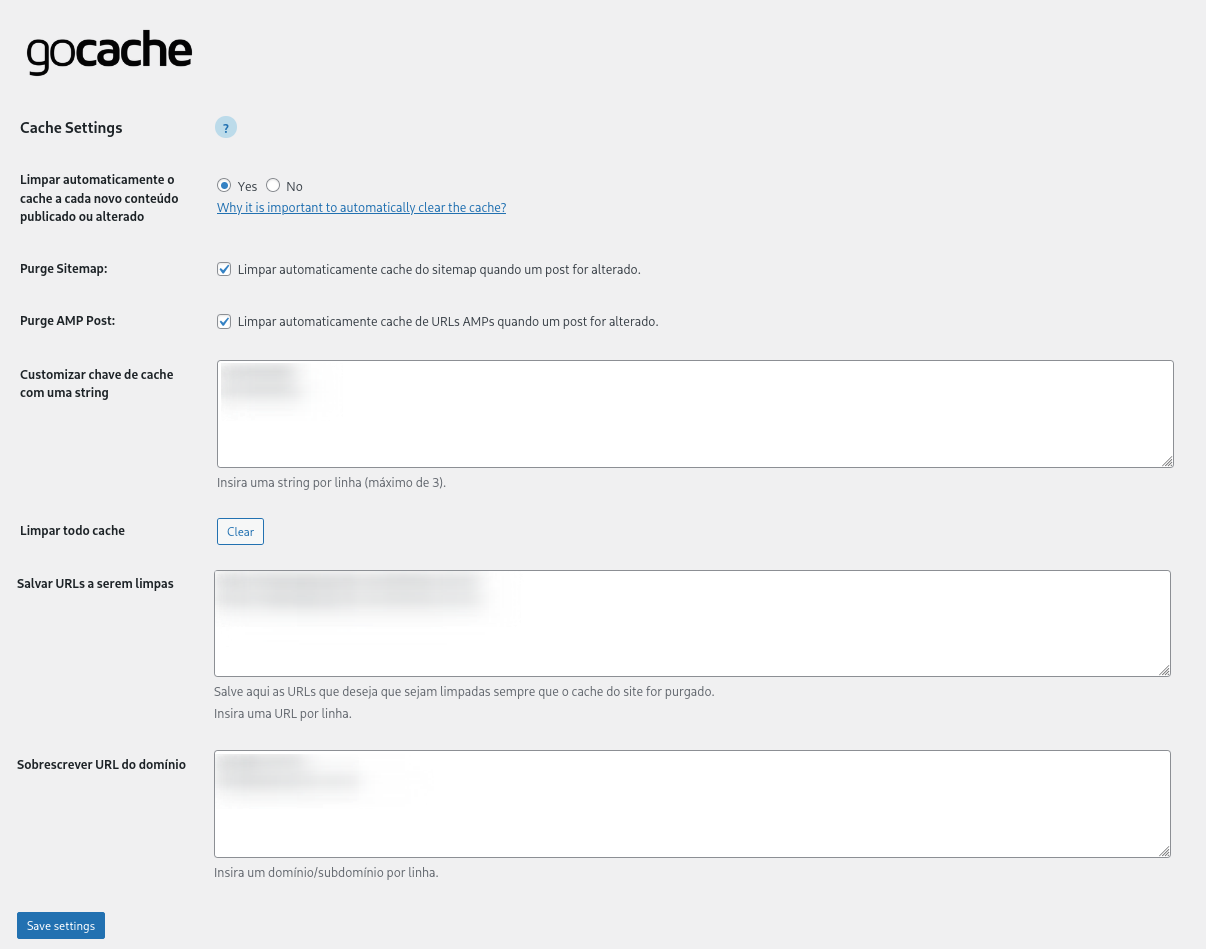 gocache
Cache Settings
?
Limpar automaticamente o
cache a cada novo conteúdo
publicado ou alterado
Yes No
Why it is important to automatically clear the cache?
Purge Sitemap:
Limpar automaticamente cache do sitemap quando um post for alterado.
Purge AMP Post:
Limpar automaticamente cache de URLs AMPs quando um post for alterado.
Customizar chave de cache
com uma string
Insira uma string por linha (máximo de 3).
Limpar todo cache
Clear
Salvar URLs a serem limpas
Salve aqui as URLs que deseja que sejam limpadas sempre que o cache do site for purgado.
Insira uma URL por linha.
Sobrescrever URL do domínio
Insira um domínio/subdomínio por linha.
Save settings